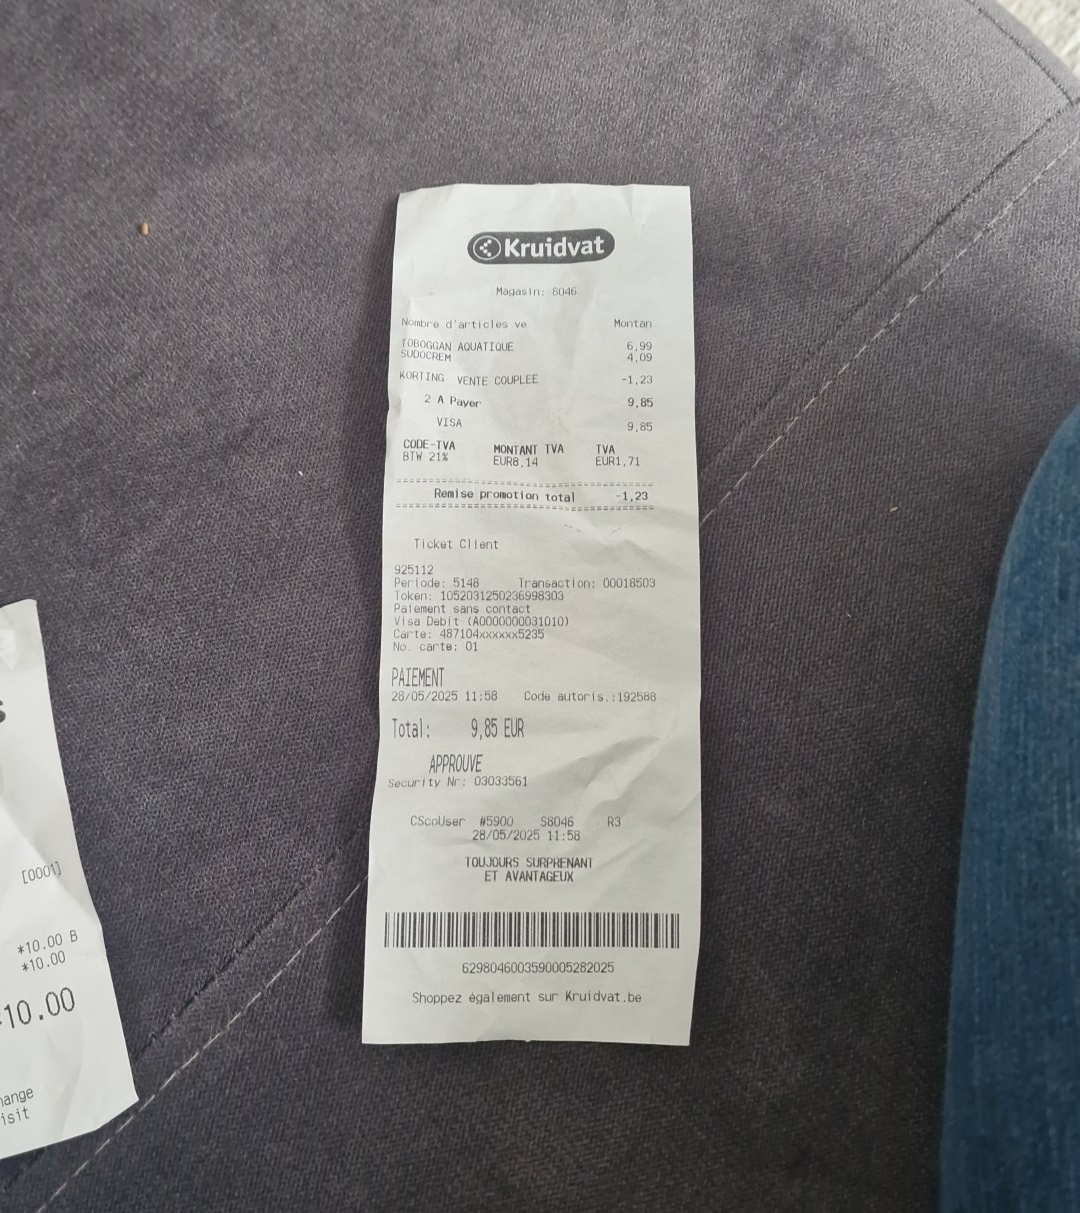 Kruidvat
Magasin: 8046
Nombre d'articles ve Montan
TOBOGGAN AQUATIQUE 6,99
SUDOCREM 4,09
KORTING VENTE COUPLEE -1,23
2 A Payer 9,85
VISA 9,85
CODE-TVA MONTANT TVA TVA
BTW 21% EUR8,14 EUR1,71
Remise promotion total -1,23
Ticket Client
925112
Periode: 5148 Transaction: 00018503
Token: 1052031250236998303
Paiement sans contact
Visa Debit (A0000000031010)
Carte: 487104xxxxxx5235
No. carte: 01
PAIEMENT
28/05/2025 11:58 Code autoris.:192588
Total: 9,85 EUR
APPROUVE
Security Nr: 03033561
CScoUser #5900 S8046 R3
28/05/2025 11:58
TOUJOURS SURPRENANT
ET AVANTAGEUX
6298046003590005282025
Shoppez également sur Kruidvat.be
[0001]
*10.00 B
*10.00
10.00